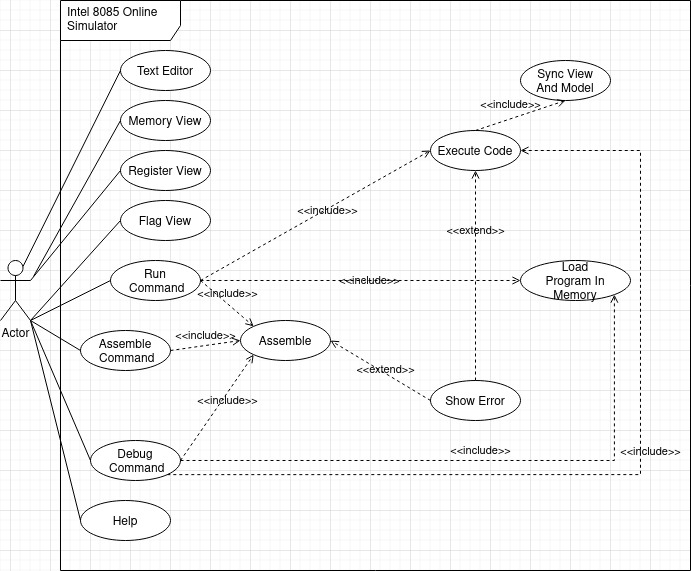 Intel 8085 Online
Simulator
Text Editor
Sync View
And Model
<<include>>
Memory View
Execute Code
Register View
<<include>>
Flag View
<<extend>>
Run
Command
<<include>>
Load
Program In
Memory
<<include>>
Actor
Assemble
Command
<<include>>
Assemble
<<extend>>
Show Error
<<include>>
Debug
Command
<<include>>
<<include>>
Help